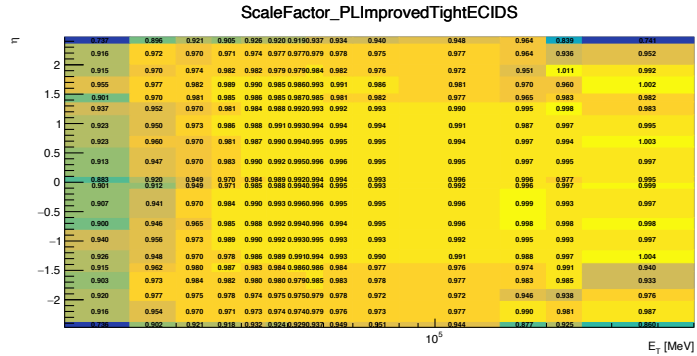 ScaleFactor_PLImprovedTightECIDS
η
0.737 0.896 0.921 0.905 0.926 0.920 0.919 0.937 0.934 0.940 0.948 0.964 0.839 0.741
0.916 0.972 0.970 0.971 0.974 0.977 0.977 0.979 0.978 0.975 0.977 0.964 0.936 0.952
2
0.915 0.970 0.974 0.982 0.982 0.979 0.979 0.984 0.982 0.976 0.972 0.951 1.011 0.992
0.955 0.977 0.982 0.989 0.990 0.985 0.986 0.993 0.991 0.986 0.981 0.970 0.960 1.002
1.5
0.901 0.970 0.981 0.985 0.986 0.985 0.987 0.985 0.981 0.982 0.977 0.965 0.983 0.982
0.937 0.952 0.970 0.981 0.984 0.988 0.992 0.993 0.992 0.993 0.990 0.995 0.998 0.983
1
0.923 0.950 0.973 0.986 0.988 0.991 0.993 0.994 0.994 0.994 0.991 0.987 0.997 0.995
0.923 0.960 0.970 0.981 0.987 0.990 0.994 0.995 0.995 0.995 0.994 0.997 0.994 1.003
0.5
0.913 0.947 0.970 0.983 0.990 0.992 0.995 0.996 0.996 0.995 0.995 0.997 0.995 0.997
0.883 0.920 0.949 0.970 0.984 0.989 0.992 0.994 0.994 0.993 0.996 0.996 0.977 0.995
0
0.901 0.912 0.949 0.971 0.985 0.988 0.994 0.994 0.995 0.993 0.992 0.996 0.997 0.999
0.907 0.941 0.970 0.984 0.990 0.993 0.996 0.996 0.995 0.995 0.996 0.999 0.993 0.997
−0.5
0.900 0.946 0.965 0.985 0.988 0.992 0.994 0.996 0.994 0.995 0.996 0.998 0.998 0.998
−1
0.940 0.956 0.973 0.989 0.990 0.992 0.993 0.995 0.993 0.993 0.992 0.995 0.993 0.997
0.926 0.948 0.970 0.978 0.986 0.989 0.991 0.994 0.993 0.990 0.991 0.988 0.997 1.004
−1.5
0.915 0.962 0.980 0.987 0.983 0.984 0.986 0.986 0.984 0.977 0.976 0.974 0.991 0.940
0.903 0.973 0.984 0.982 0.980 0.980 0.979 0.985 0.983 0.978 0.977 0.983 0.985 0.933
−2
0.920 0.977 0.975 0.978 0.974 0.975 0.975 0.979 0.976 0.972 0.972 0.946 0.938 0.976
0.916 0.954 0.970 0.971 0.973 0.974 0.974 0.979 0.976 0.973 0.977 0.990 0.981 0.987
0.736 0.902 0.921 0.918 0.932 0.924 0.929 0.937 0.949 0.951 0.944 0.877 0.925 0.860
10⁵
E_T [MeV]